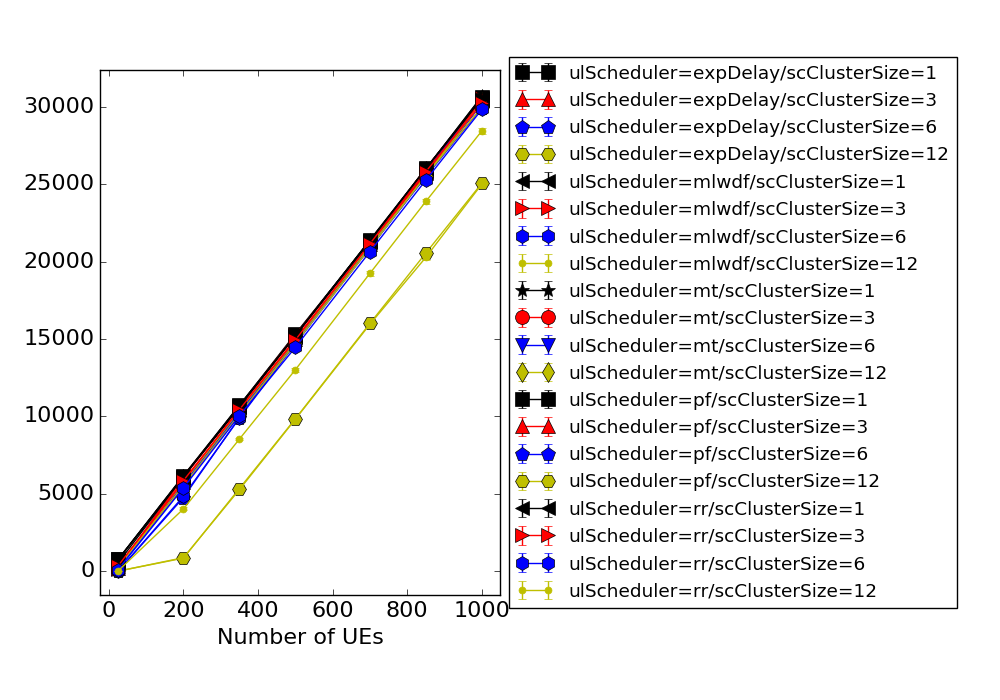 30000
25000
20000
15000
10000
5000
0
0 200 400 600 800 1000
Number of UEs
ulScheduler=expDelay/scClusterSize=1
ulScheduler=expDelay/scClusterSize=3
ulScheduler=expDelay/scClusterSize=6
ulScheduler=expDelay/scClusterSize=12
ulScheduler=mlwdf/scClusterSize=1
ulScheduler=mlwdf/scClusterSize=3
ulScheduler=mlwdf/scClusterSize=6
ulScheduler=mlwdf/scClusterSize=12
ulScheduler=mt/scClusterSize=1
ulScheduler=mt/scClusterSize=3
ulScheduler=mt/scClusterSize=6
ulScheduler=mt/scClusterSize=12
ulScheduler=pf/scClusterSize=1
ulScheduler=pf/scClusterSize=3
ulScheduler=pf/scClusterSize=6
ulScheduler=pf/scClusterSize=12
ulScheduler=rr/scClusterSize=1
ulScheduler=rr/scClusterSize=3
ulScheduler=rr/scClusterSize=6
ulScheduler=rr/scClusterSize=12